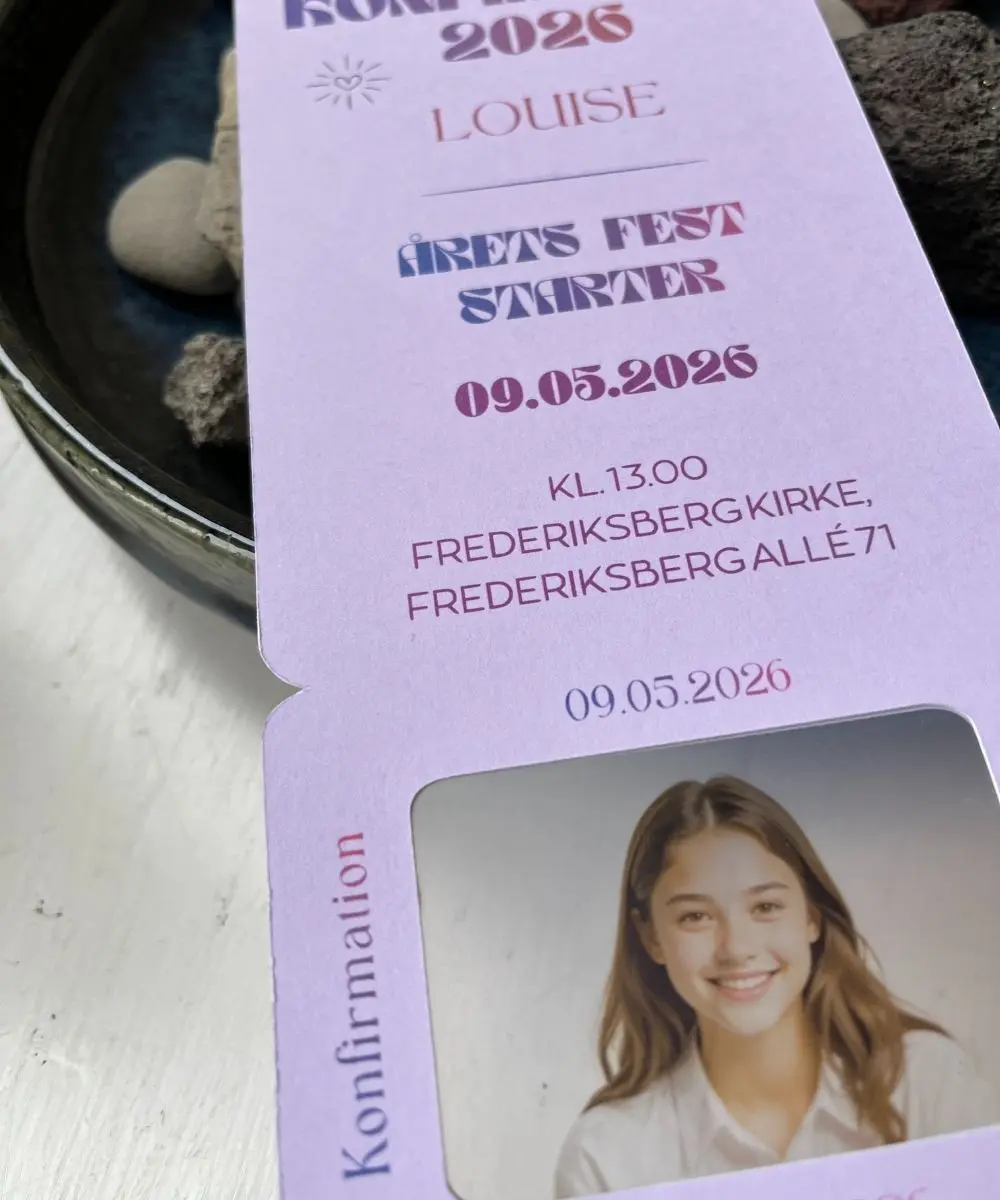 2026
LOUISE
ÅRETS FEST
STARTER
09.05.2026
KL. 13.00
FREDERIKSBERG KIRKE,
FREDERIKSBERG ALLÉ 71
09.05.2026
Konfirmation